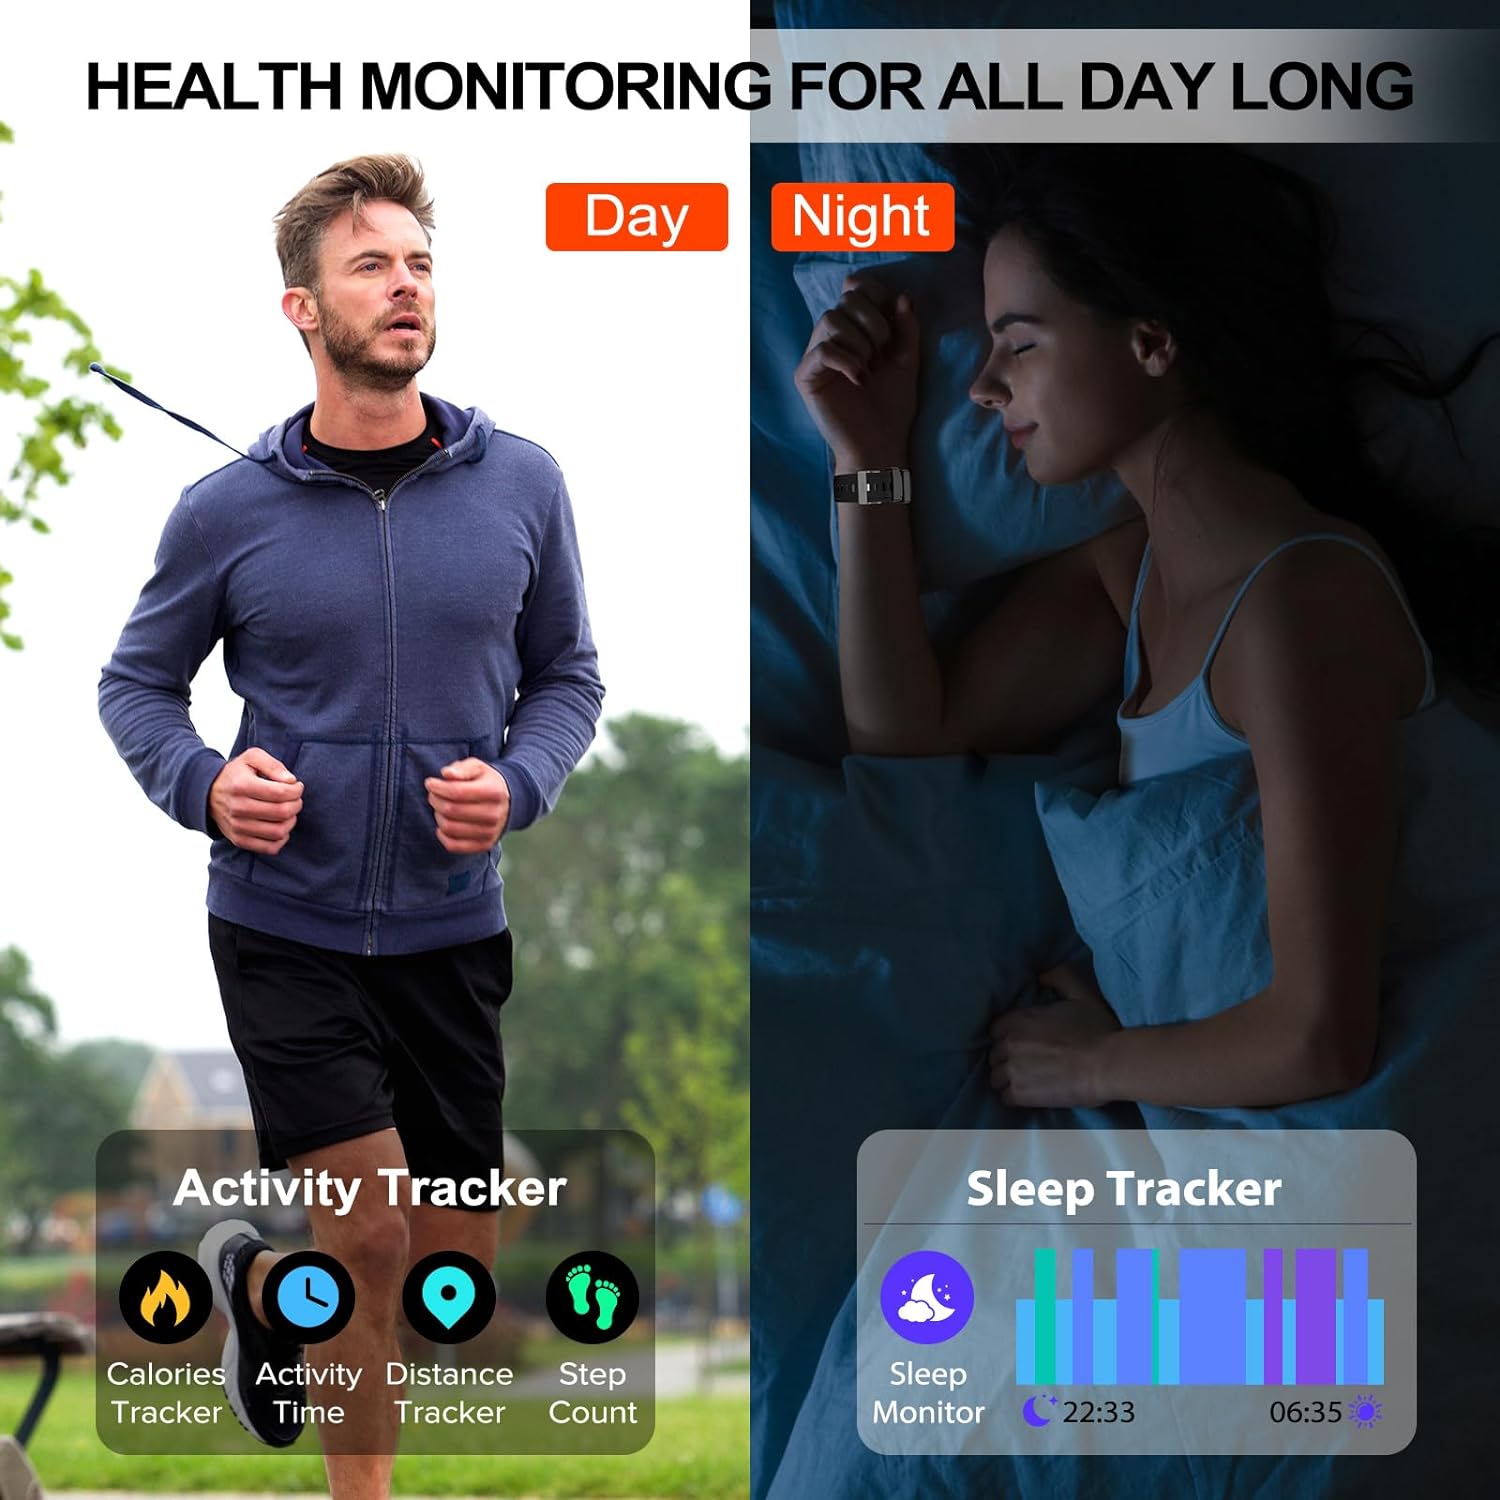 HEALTH MONITORING FOR ALL DAY LONG
Day
Night
Activity Tracker
Calories
Tracker
Activity
Time
Distance
Tracker
Step
Count
Sleep Tracker
Sleep
Monitor
22:33
06:35